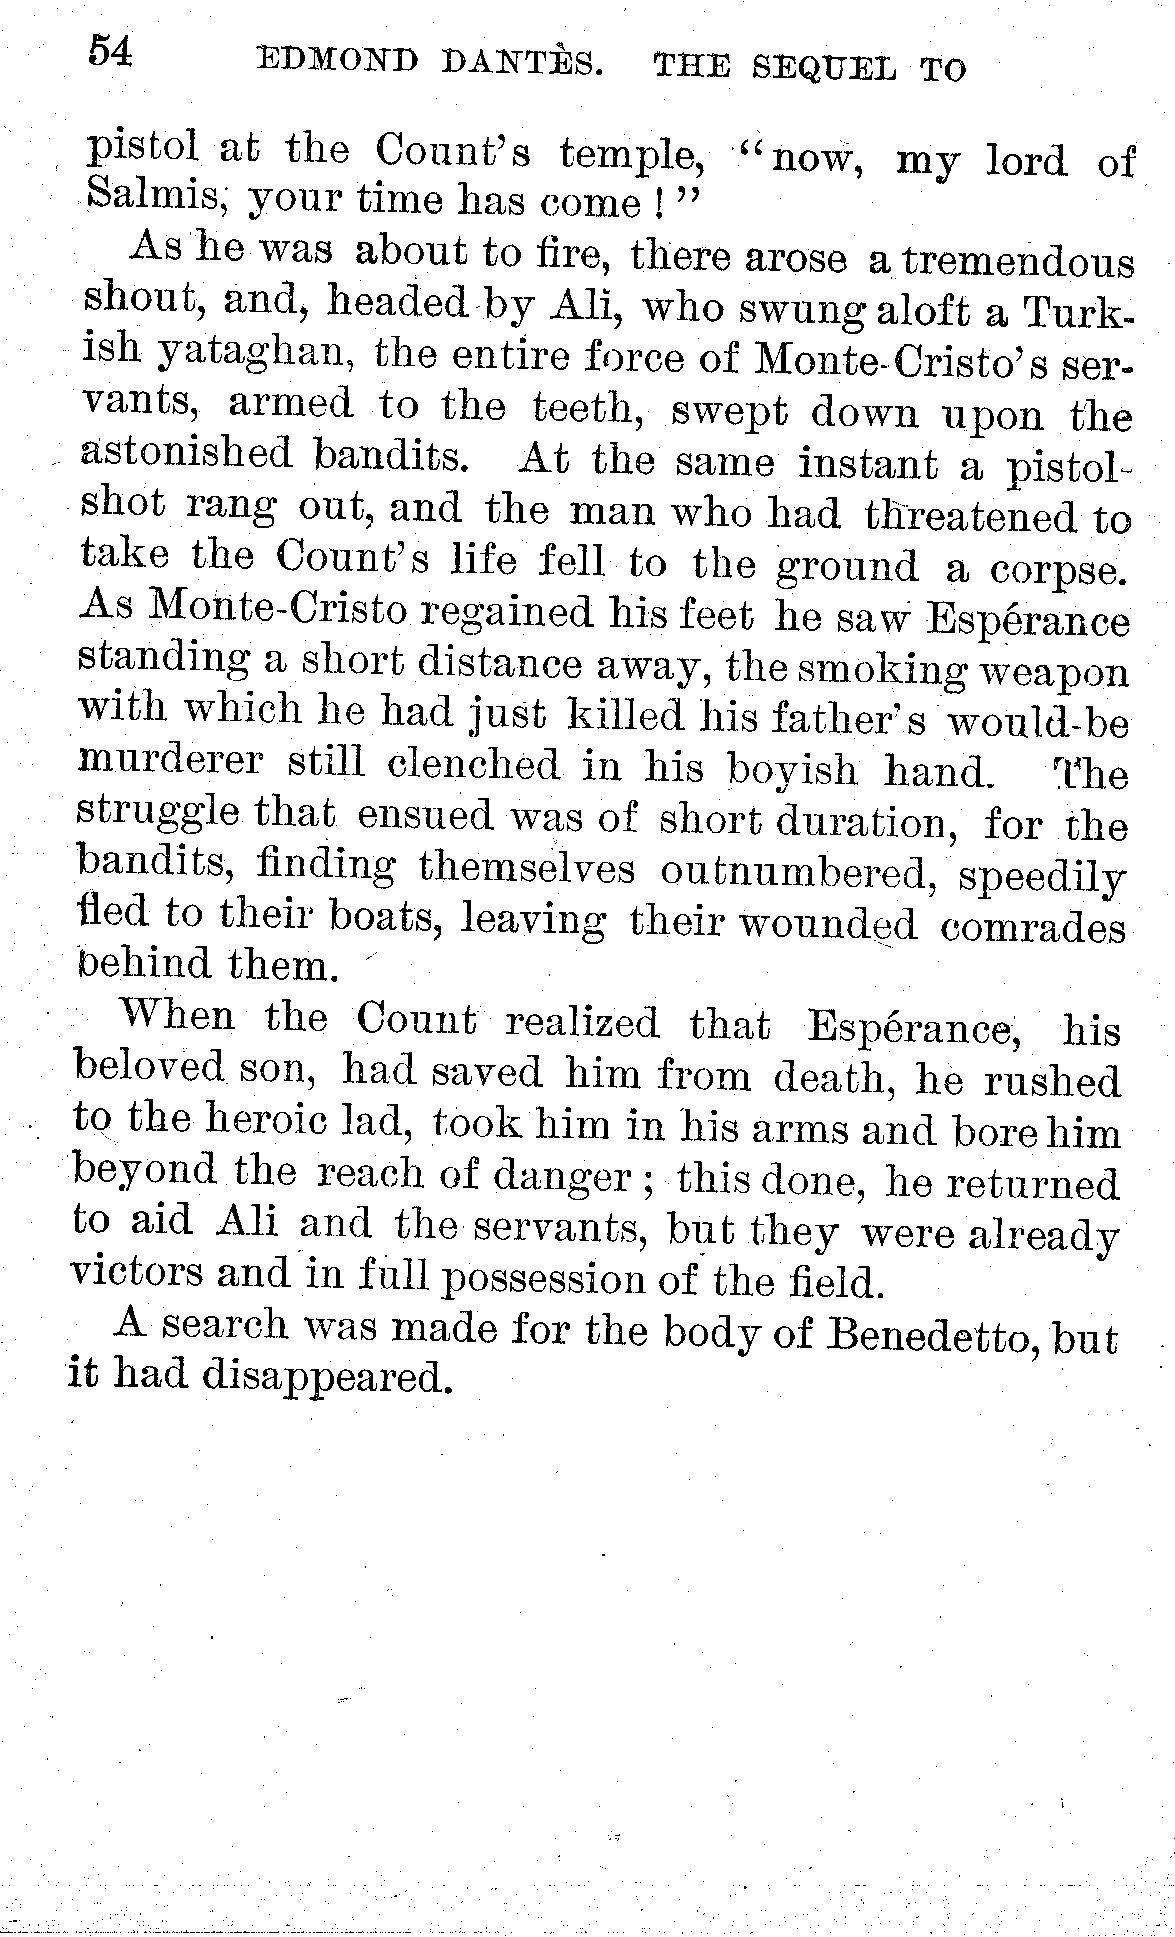 54 EDMOND DANTÈS. THE SEQUEL TO
pistol at the Count's temple, “now, my lord of
Salmis, your time has come!”
As he was about to fire, there arose a tremendous
shout, and, headed by Ali, who swung aloft a Turk-
ish yataghan, the entire force of Monte-Cristo's ser-
vants, armed to the teeth, swept down upon the
astonished bandits. At the same instant a pistol-
shot rang out, and the man who had threatened to
take the Count's life fell to the ground a corpse.
As Monte-Cristo regained his feet he saw Espérance
standing a short distance away, the smoking weapon
with which he had just killed his father's would-be
murderer still clenched in his boyish hand. The
struggle that ensued was of short duration, for the
bandits, finding themselves outnumbered, speedily
fled to their boats, leaving their wounded comrades
behind them.
When the Count realized that Espérance, his
beloved son, had saved him from death, he rushed
to the heroic lad, took him in his arms and bore him
beyond the reach of danger; this done, he returned
to aid Ali and the servants, but they were already
victors and in full possession of the field.
A search was made for the body of Benedetto, but
it had disappeared.